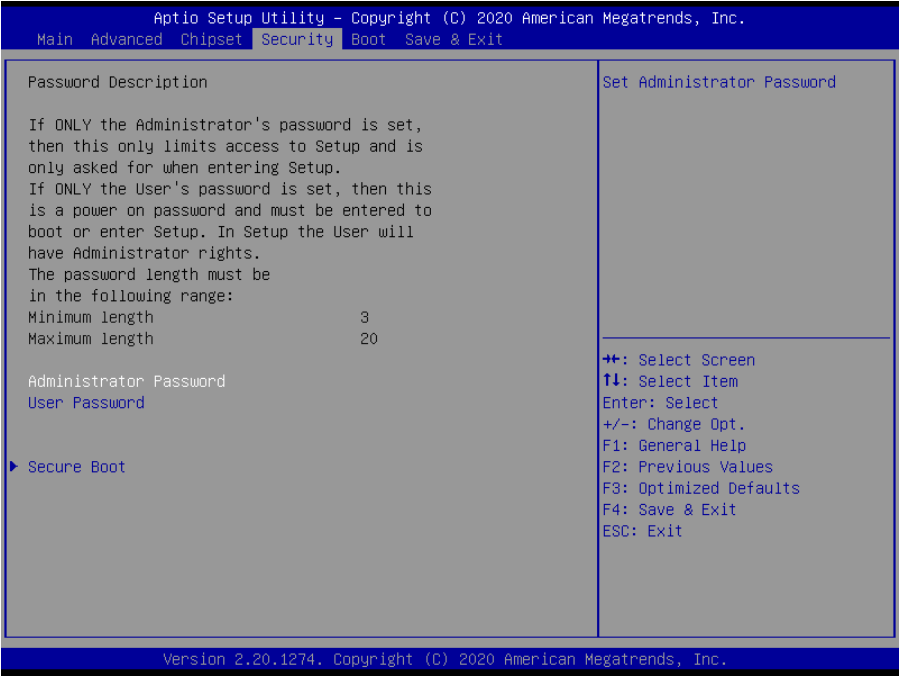 Aptio Setup Utility – Copyright (C) 2020 American Megatrends, Inc.
Main Advanced Chipset Security Boot Save & Exit
Password Description
If ONLY the Administrator's password is set,
then this only limits access to Setup and is
only asked for when entering Setup.
If ONLY the User's password is set, then this
is a power on password and must be entered to
boot or enter Setup. In Setup the User will
have Administrator rights.
The password length must be
in the following range:
Minimum length 3
Maximum length 20
Administrator Password
User Password
Secure Boot
Set Administrator Password
→←: Select Screen
↑↓: Select Item
Enter: Select
+/-: Change Opt.
F1: General Help
F2: Previous Values
F3: Optimized Defaults
F4: Save & Exit
ESC: Exit
Version 2.20.1274. Copyright (C) 2020 American Megatrends, Inc.